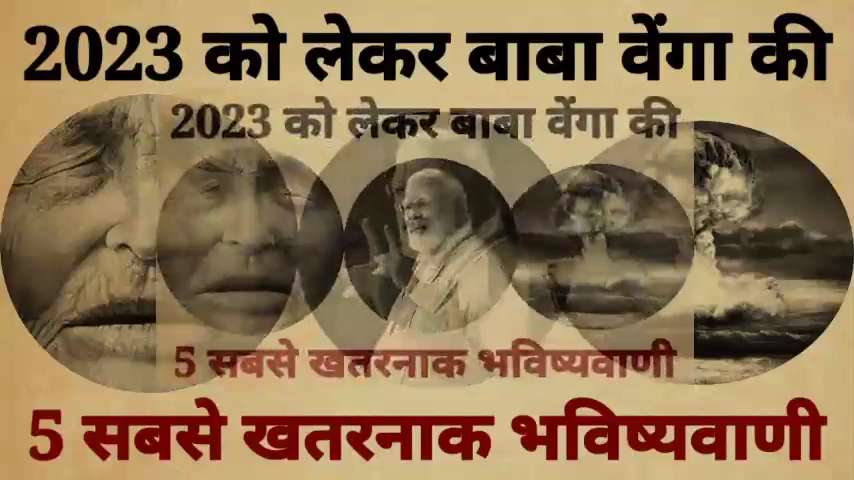 2023 को लेकर बाबा वेंगा की
2023 को लेकर बाबा वेंगा की
5 सबसे खतरनाक भविष्यवाणी
5 सबसे खतरनाक भविष्यवाणी